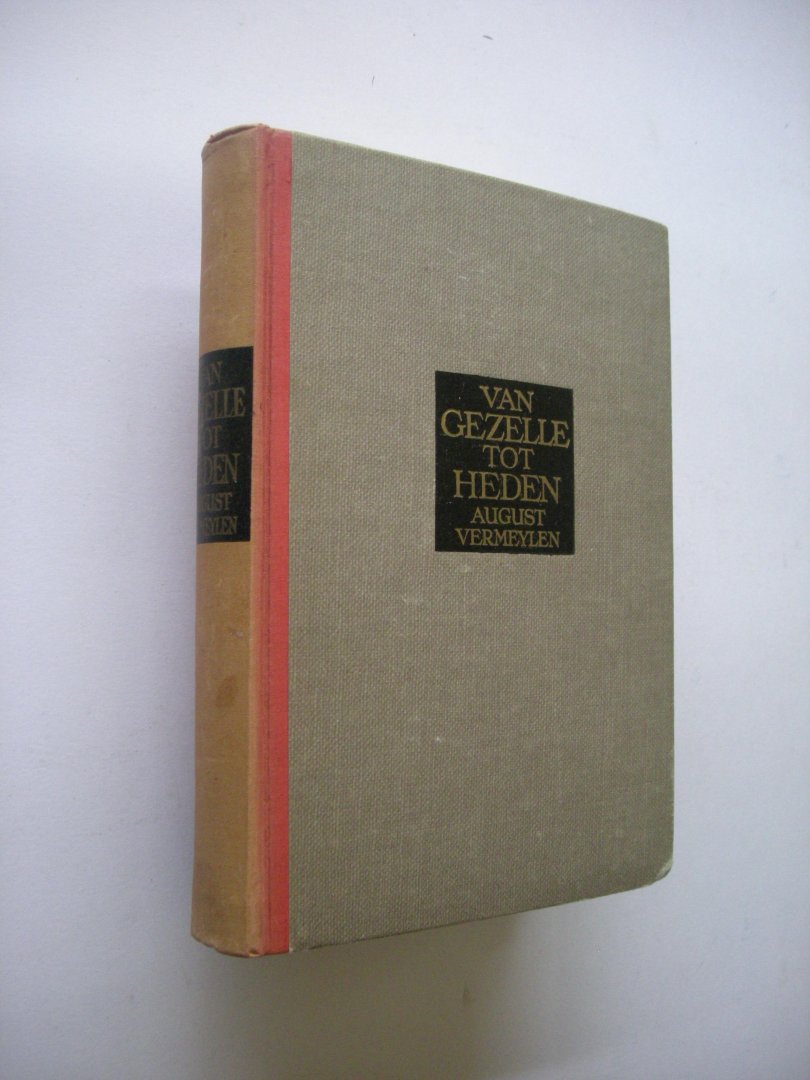 VAN
GEZELLE
TOT
HEDEN
AUGUST
VERMEYLEN